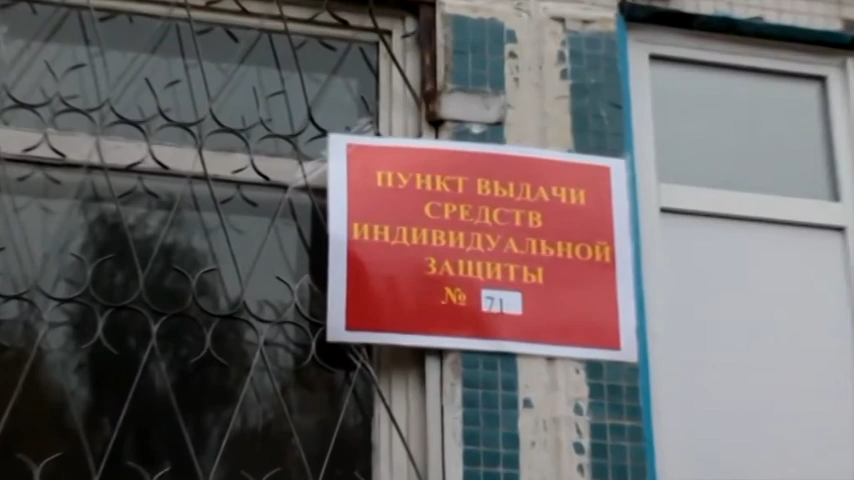 ПУНКТ ВЫДАЧИ
СРЕДСТВ
ИНДИВИДУАЛЬНОЙ
ЗАЩИТЫ
№ 71